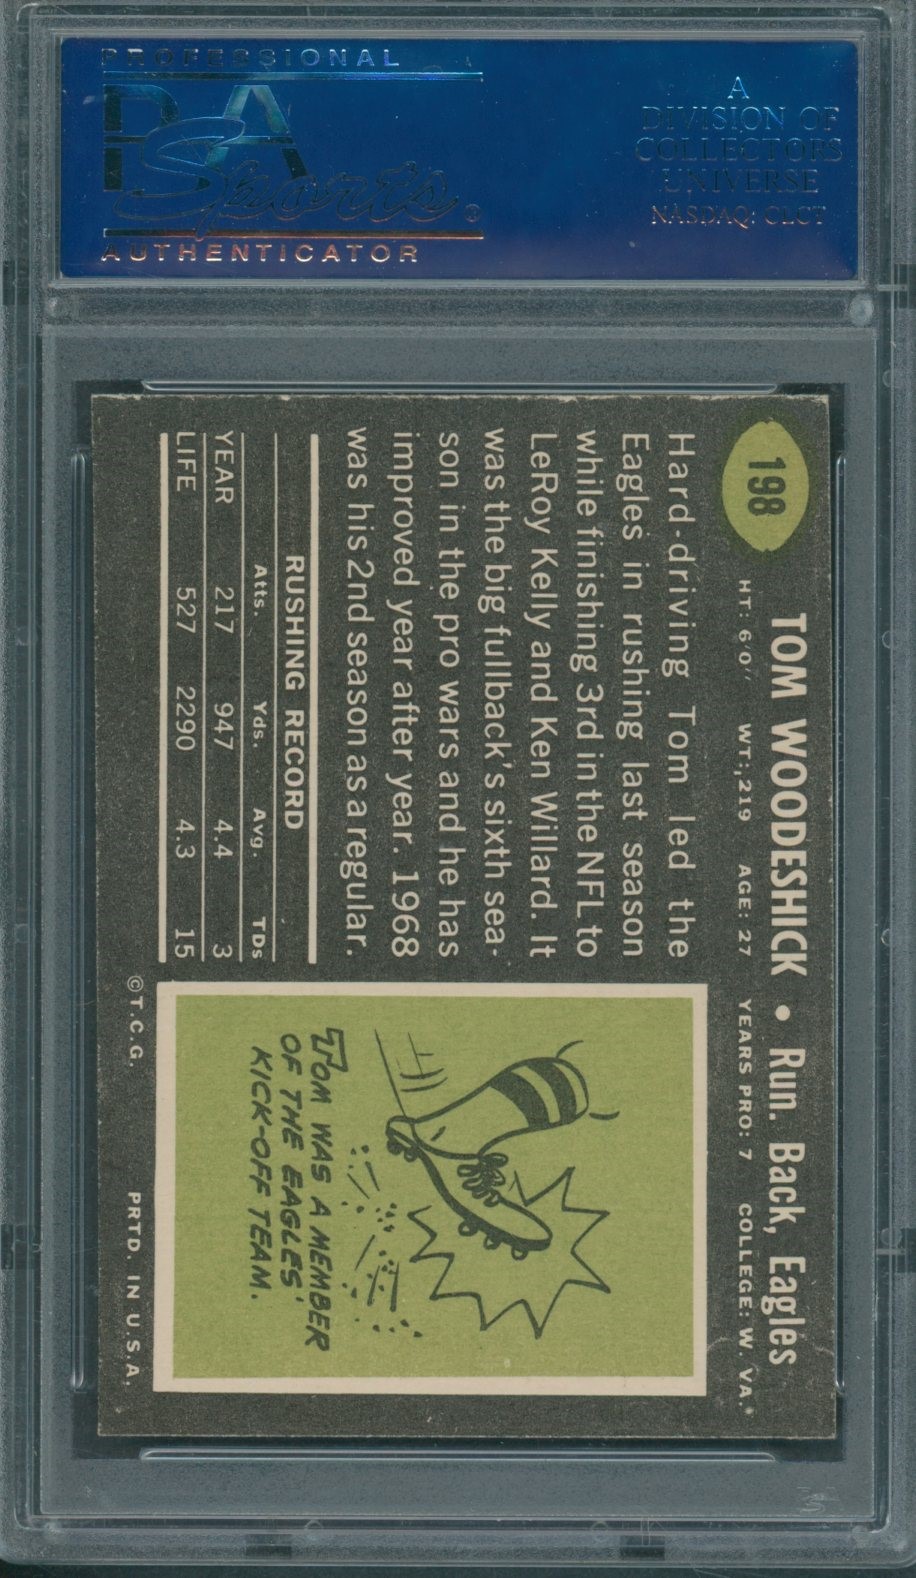 PROFESSIONAL
PSA
Sports®
AUTHENTICATOR
A
DIVISION OF
COLLECTORS
UNIVERSE
NASDAQ: CLCT
198
TOM WOODESHICK • Run. Back, Eagles
HT: 6'0" WT: 219 AGE: 27 YEARS PRO: 7 COLLEGE: W. VA.
Hard-driving Tom led the
Eagles in rushing last season
while finishing 3rd in the NFL to
LeRoy Kelly and Ken Willard. It
was the big fullback's sixth sea-
son in the pro wars and he has
improved year after year. 1968
was his 2nd season as a regular.
RUSHING RECORD
Atts. Yds. Avg. TDs
YEAR 217 947 4.4 3
LIFE 527 2290 4.3 15
TOM WAS A MEMBER
OF THE EAGLES'
KICK-OFF TEAM.
©T.C.G. PRTD. IN U.S.A.